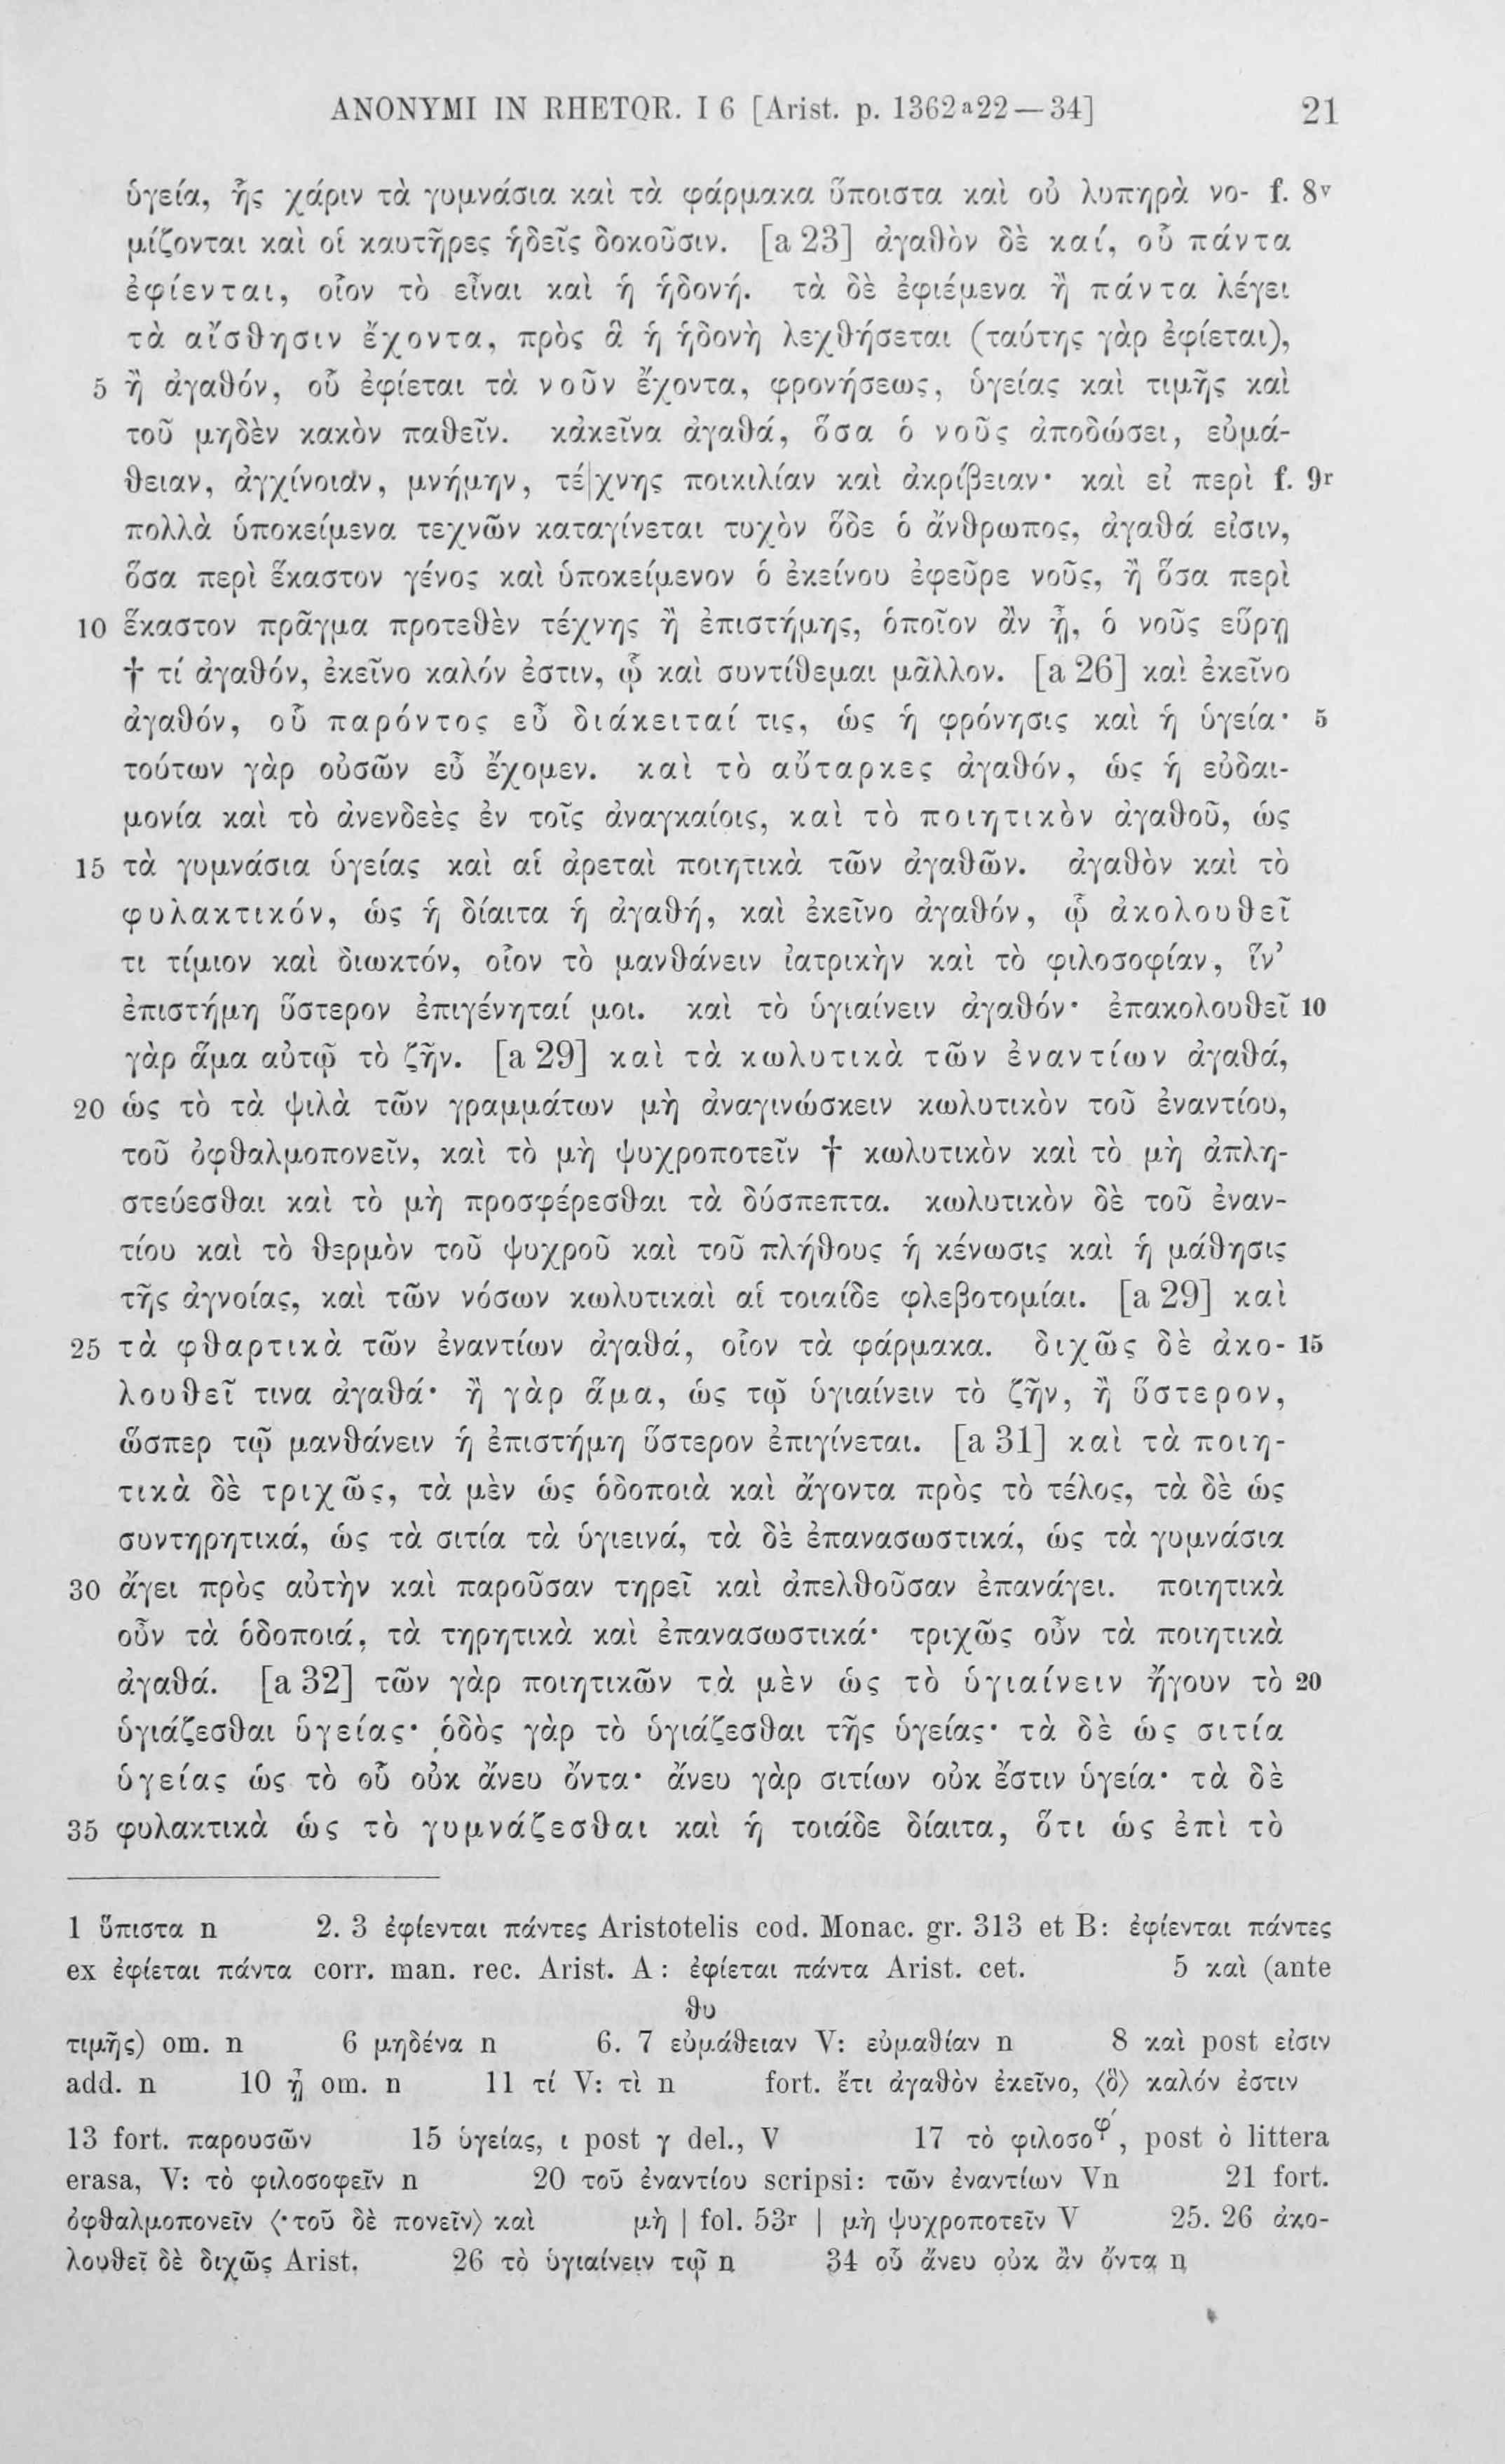 ANONYMI IN RHETOR. I 6 [Arist. p. 1362ª22—34] 21
ὑγεία, ἧς χάριν τὰ γυμνάσια καὶ τὰ φάρμακα ὕποιστα καὶ οὐ λυπηρὰ νο- f. 8v
μίζονται καὶ οἱ καυτῆρες ἡδεῖς δοκοῦσιν. [a 23] ἀγαθὸν δὲ καί, οὗ πάντα
ἐφίενται, οἷον τὸ εἶναι καὶ ἡ ἡδονή. τὰ δὲ ἐφιέμενα ἢ πάντα λέγει
τὰ αἴσθησιν ἔχοντα, πρὸς ἃ ἡ ἡδονὴ λεχθήσεται (ταύτης γὰρ ἐφίεται),
5 ἢ ἀγαθόν, οὗ ἐφίεται τὰ νοῦν ἔχοντα, φρονήσεως, ὑγείας καὶ τιμῆς καὶ
τοῦ μηδὲν κακὸν παθεῖν. κἀκεῖνα ἀγαθά, ὅσα ὁ νοῦς ἀποδώσει, εὐμά-
θειαν, ἀγχίνοιαν, μνήμην, τέ|χνης ποικιλίαν καὶ ἀκρίβειαν· καὶ εἰ περὶ f. 9r
πολλὰ ὑποκείμενα τεχνῶν καταγίνεται τυχὸν ὅδε ὁ ἄνθρωπος, ἀγαθά εἰσιν,
ὅσα περὶ ἕκαστον γένος καὶ ὑποκείμενον ὁ ἐκείνου ἐφεῦρε νοῦς, ἢ ὅσα περὶ
10 ἕκαστον πρᾶγμα προτεθὲν τέχνης ἢ ἐπιστήμης, ὁποῖον ἂν ᾖ, ὁ νοῦς εὕρῃ
† τί ἀγαθόν, ἐκεῖνο καλόν ἐστιν, ᾧ καὶ συντίθεμαι μᾶλλον. [a 26] καὶ ἐκεῖνο
ἀγαθόν, οὗ παρόντος εὖ διάκειταί τις, ὡς ἡ φρόνησις καὶ ἡ ὑγεία· 5
τούτων γὰρ οὐσῶν εὖ ἔχομεν. καὶ τὸ αὔταρκες ἀγαθόν, ὡς ἡ εὐδαι-
μονία καὶ τὸ ἀνενδεὲς ἐν τοῖς ἀναγκαίοις, καὶ τὸ ποιητικὸν ἀγαθοῦ, ὡς
15 τὰ γυμνάσια ὑγείας καὶ αἱ ἀρεταὶ ποιητικὰ τῶν ἀγαθῶν. ἀγαθὸν καὶ τὸ
φυλακτικόν, ὡς ἡ δίαιτα ἡ ἀγαθή, καὶ ἐκεῖνο ἀγαθόν, ᾧ ἀκολουθεῖ
τι τίμιον καὶ διωκτόν, οἷον τὸ μανθάνειν ἰατρικὴν καὶ τὸ φιλοσοφίαν, ἵν’
ἐπιστήμη ὕστερον ἐπιγένηταί μοι. καὶ τὸ ὑγιαίνειν ἀγαθόν· ἐπακολουθεῖ 10
γὰρ ἅμα αὐτῷ τὸ ζῆν. [a 29] καὶ τὰ κωλυτικὰ τῶν ἐναντίων ἀγαθά,
20 ὡς τὸ τὰ ψιλὰ τῶν γραμμάτων μὴ ἀναγινώσκειν κωλυτικὸν τοῦ ἐναντίου,
τοῦ ὀφθαλμοπονεῖν, καὶ τὸ μὴ ψυχροποτεῖν † κωλυτικὸν καὶ τὸ μὴ ἀπλη-
στεύεσθαι καὶ τὸ μὴ προσφέρεσθαι τὰ δύσπεπτα. κωλυτικὸν δὲ τοῦ ἐναν-
τίου καὶ τὸ θερμὸν τοῦ ψυχροῦ καὶ τοῦ πλήθους ἡ κένωσις καὶ ἡ μάθησις
τῆς ἀγνοίας, καὶ τῶν νόσων κωλυτικαὶ αἱ τοιαίδε φλεβοτομίαι. [a 29] καὶ
25 τὰ φθαρτικὰ τῶν ἐναντίων ἀγαθά, οἷον τὰ φάρμακα. διχῶς δὲ ἀκο- 15
λουθεῖ τινα ἀγαθά· ἢ γὰρ ἅμα, ὡς τῷ ὑγιαίνειν τὸ ζῆν, ἢ ὕστερον,
ὥσπερ τῷ μανθάνειν ἡ ἐπιστήμη ὕστερον ἐπιγίνεται. [a 31] καὶ τὰ ποιη-
τικὰ δὲ τριχῶς, τὰ μὲν ὡς ὁδοποιὰ καὶ ἄγοντα πρὸς τὸ τέλος, τὰ δὲ ὡς
συντηρητικά, ὡς τὰ σιτία τὰ ὑγιεινά, τὰ δὲ ἐπανασωστικά, ὡς τὰ γυμνάσια
30 ἄγει πρὸς αὐτὴν καὶ παροῦσαν τηρεῖ καὶ ἀπελθοῦσαν ἐπανάγει. ποιητικὰ
οὖν τὰ ὁδοποιά, τὰ τηρητικὰ καὶ ἐπανασωστικά· τριχῶς οὖν τὰ ποιητικὰ
ἀγαθά. [a 32] τῶν γὰρ ποιητικῶν τὰ μὲν ὡς τὸ ὑγιαίνειν ἤγουν τὸ 20
ὑγιάζεσθαι ὑγείας· ὁδὸς γὰρ τὸ ὑγιάζεσθαι τῆς ὑγείας· τὰ δὲ ὡς σιτία
ὑγείας ὡς τὸ οὗ οὐκ ἄνευ ὄντα· ἄνευ γὰρ σιτίων οὐκ ἔστιν ὑγεία· τὰ δὲ
35 φυλακτικὰ ὡς τὸ γυμνάζεσθαι καὶ ἡ τοιάδε δίαιτα, ὅτι ὡς ἐπὶ τὸ
1 ὕπιστα n 2. 3 ἐφίενται πάντες Aristotelis cod. Monac. gr. 313 et B: ἐφίενται πάντες
ex ἐφίεται πάντα corr. man. rec. Arist. A: ἐφίεται πάντα Arist. cet. 5 καὶ (ante
θυ
τιμῆς) om. n 6 μηδένα n 6. 7 εὐμάθειαν V: εὐμαθίαν n 8 καὶ post εἰσιν
add. n 10 ᾖ om. n 11 τί V: τὶ n fort. ἔτι ἀγαθὸν ἐκεῖνο, ⟨ὃ⟩ καλόν ἐστιν
13 fort. παρουσῶν 15 ὑγείας, ι post γ del., V 17 τὸ φιλοσοφ́, post ὸ littera
erasa, V: τὸ φιλοσοφεῖν n 20 τοῦ ἐναντίου scripsi: τῶν ἐναντίων Vn 21 fort.
ὀφθαλμοπονεῖν ⟨·τοῦ δὲ πονεῖν⟩ καὶ μὴ | fol. 53r | μὴ ψυχροποτεῖν V 25. 26 ἀκο-
λουθεῖ δὲ διχῶς Arist. 26 τὸ ὑγιαίνειν τῷ n 34 οὗ ἄνευ οὐκ ἂν ὄντα n